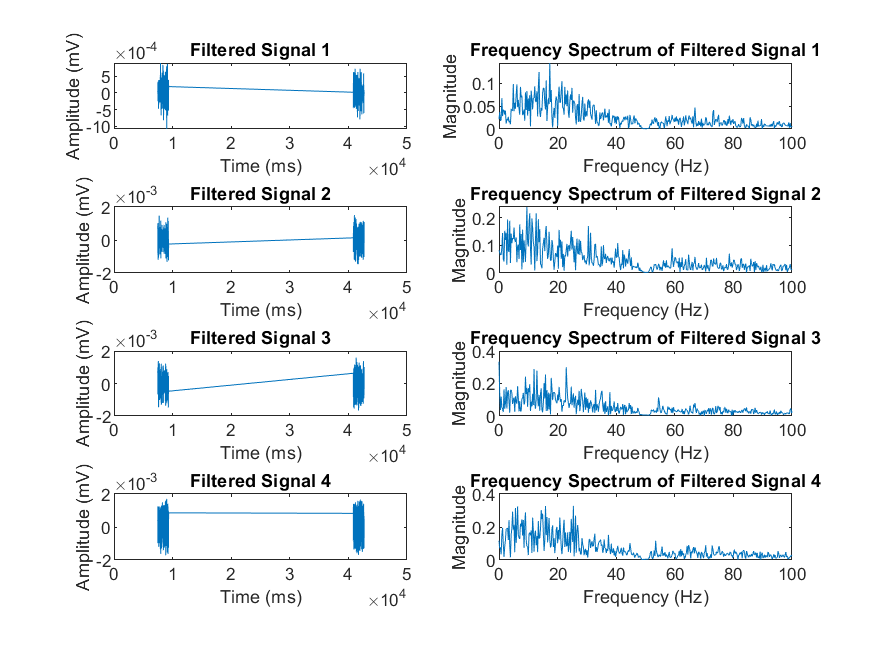 Filtered Signal 1
×10^-4
Amplitude (mV)
5
0
-5
-10
0 1 2 3 4 5
Time (ms)
×10^4
Frequency Spectrum of Filtered Signal 1
Magnitude
0.1
0.05
0
0 20 40 60 80 100
Frequency (Hz)
Filtered Signal 2
×10^-3
Amplitude (mV)
2
0
-2
0 1 2 3 4 5
Time (ms)
×10^4
Frequency Spectrum of Filtered Signal 2
Magnitude
0.2
0.1
0
0 20 40 60 80 100
Frequency (Hz)
Filtered Signal 3
×10^-3
Amplitude (mV)
2
0
-2
0 1 2 3 4 5
Time (ms)
×10^4
Frequency Spectrum of Filtered Signal 3
Magnitude
0.4
0.2
0
0 20 40 60 80 100
Frequency (Hz)
Filtered Signal 4
×10^-3
Amplitude (mV)
2
0
-2
0 1 2 3 4 5
Time (ms)
×10^4
Frequency Spectrum of Filtered Signal 4
Magnitude
0.4
0.2
0
0 20 40 60 80 100
Frequency (Hz)